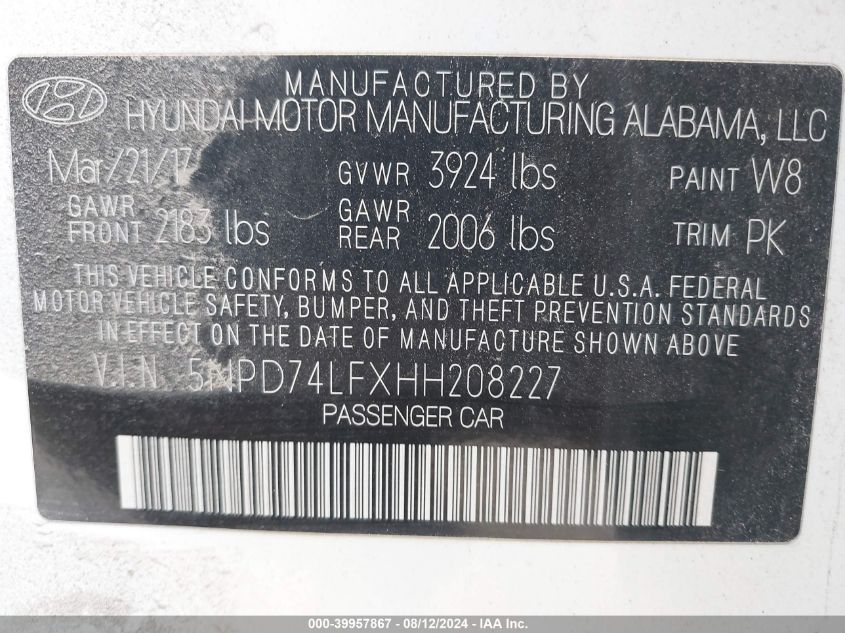 MANUFACTURED BY
HYUNDAI MOTOR MANUFACTURING ALABAMA, LLC
Mar/21/17 GVWR 3924 lbs PAINT W8
GAWR FRONT 2183 lbs GAWR REAR 2006 lbs TRIM PK
THIS VEHICLE CONFORMS TO ALL APPLICABLE U.S.A. FEDERAL
MOTOR VEHICLE SAFETY, BUMPER, AND THEFT PREVENTION STANDARDS
IN EFFECT ON THE DATE OF MANUFACTURE SHOWN ABOVE
V.I.N. 5NPD74LFXHH208227
PASSENGER CAR
000-39957867 - 08/12/2024 - IAA Inc.